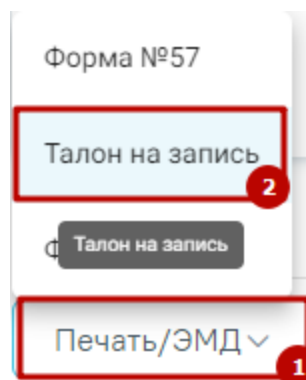 Форма №57
Талон на запись
2
Ф
Талон на запись
Печать/ЭМД
1